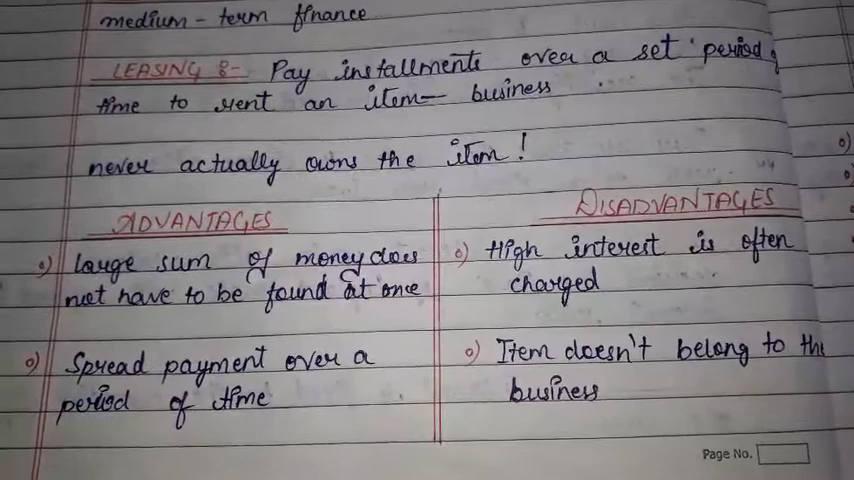 medium-term finance
LEASING :- Pay installments over a set period
time to rent an item— business
never actually owns the item!
ADVANTAGES
DISADVANTAGES
o) large sum of money does
not have to be found at once
o) Spread payment over a
period of time
o) High interest is often
charged
o) Item doesn't belong to the
business
Page No.